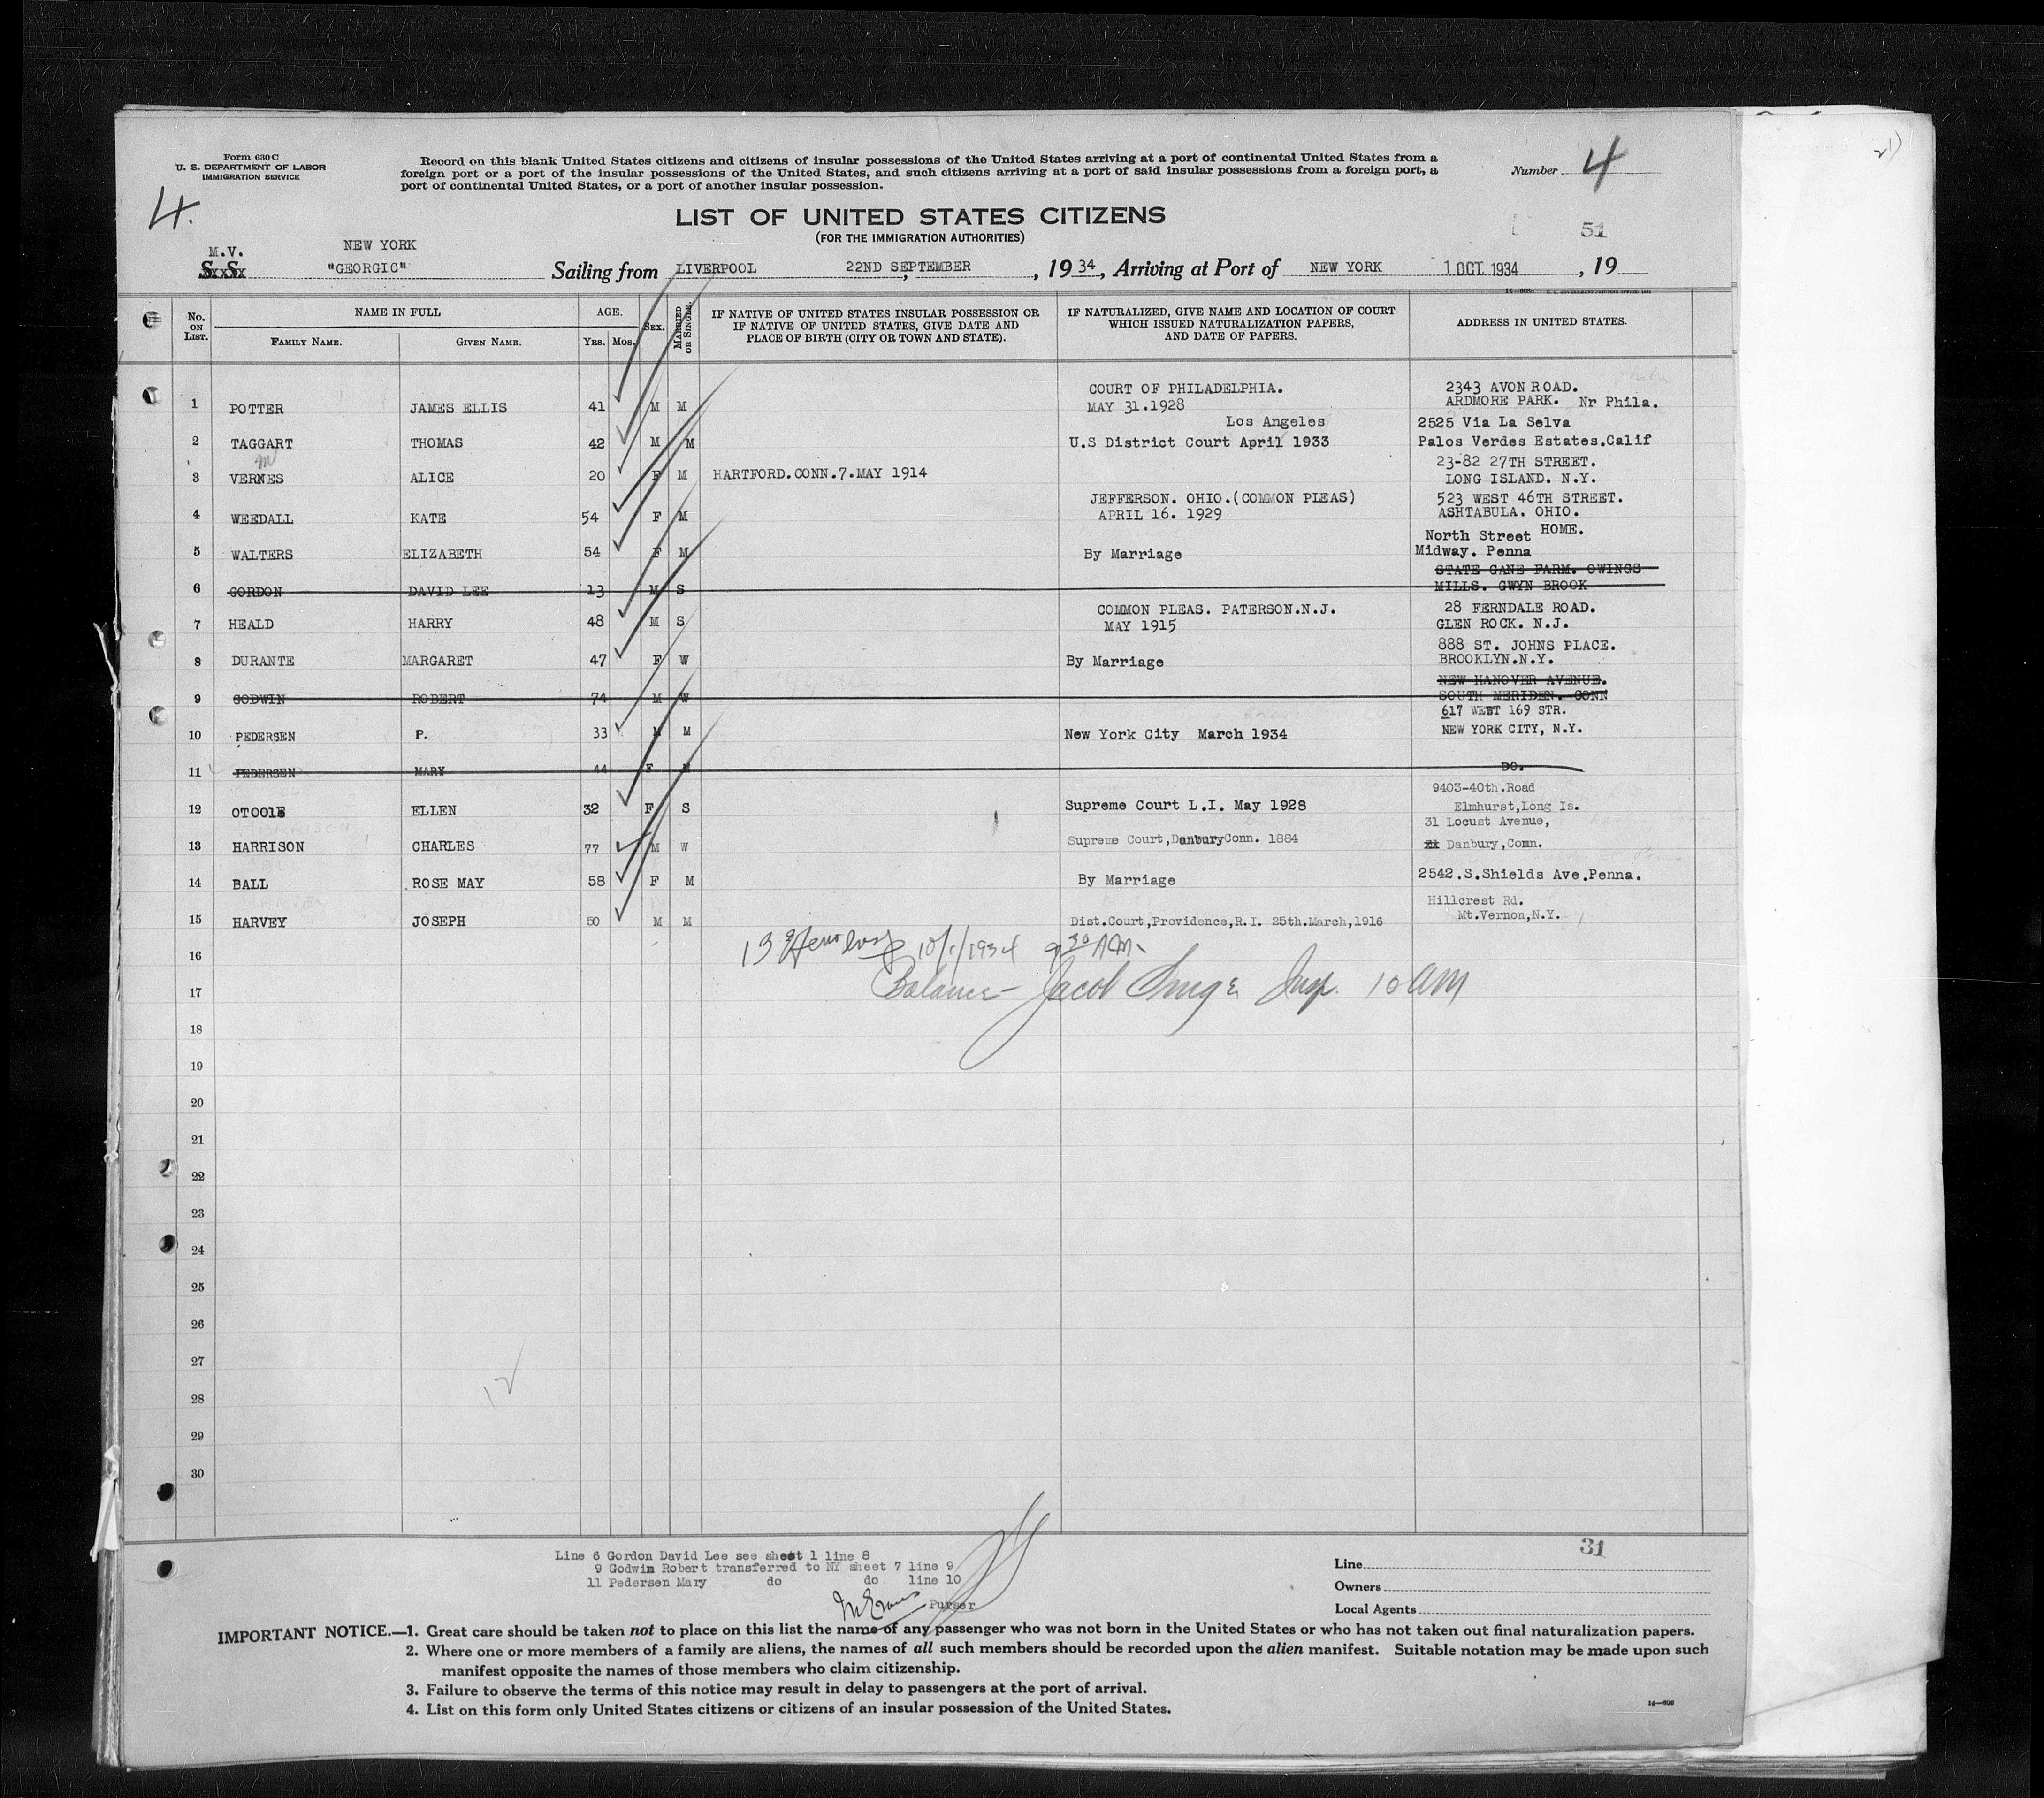 Form 630 C
U. S. DEPARTMENT OF LABOR
IMMIGRATION SERVICE
4.
Record on this blank United States citizens and citizens of insular possessions of the United States arriving at a port of continental United States from a
foreign port or a port of the insular possessions of the United States, and such citizens arriving at a port of said insular possessions from a foreign port, a
port of continental United States, or a port of another insular possession.
Number 4
LIST OF UNITED STATES CITIZENS
(FOR THE IMMIGRATION AUTHORITIES)
51
M.V. NEW YORK
S.S. "GEORGIC" Sailing from LIVERPOOL 22ND SEPTEMBER, 1934, Arriving at Port of NEW YORK 1 OCT. 1934, 19
No. ON LIST. NAME IN FULL AGE. SEX. MARRIED OR SINGLE. IF NATIVE OF UNITED STATES INSULAR POSSESSION OR IF NATIVE OF UNITED STATES, GIVE DATE AND PLACE OF BIRTH (CITY OR TOWN AND STATE). IF NATURALIZED, GIVE NAME AND LOCATION OF COURT WHICH ISSUED NATURALIZATION PAPERS, AND DATE OF PAPERS. ADDRESS IN UNITED STATES.
FAMILY NAME. GIVEN NAME. YRS. MOS.
COURT OF PHILADELPHIA. 2343 AVON ROAD.
1 POTTER JAMES ELLIS 41 M M MAY 31.1928 ARDMORE PARK. Nr Phila.
Los Angeles 2525 Via La Selva
2 TAGGART THOMAS 42 M M U.S District Court April 1933 Palos Verdes Estates.Calif
m 23-82 27TH STREET.
3 VERNES ALICE 20 F M HARTFORD.CONN.7.MAY 1914 LONG ISLAND. N.Y.
JEFFERSON. OHIO.(COMMON PLEAS) 523 WEST 46TH STREET.
4 WEEDALL KATE 54 F M APRIL 16. 1929 ASHTABULA. OHIO.
North Street HOME.
5 WALTERS ELIZABETH 54 F M By Marriage Midway. Penna
STATE GANE FARM. OWINGS
6 GORDON DAVID LEE 13 M S MILLS. GWYN BROOK
COMMON PLEAS. PATERSON.N.J. 28 FERNDALE ROAD.
7 HEALD HARRY 48 M S MAY 1915 GLEN ROCK. N.J.
888 ST. JOHNS PLACE.
8 DURANTE MARGARET 47 F W By Marriage BROOKLYN.N.Y.
NEW HANOVER AVENUE.
9 GODWIN ROBERT 74 M W SOUTH MERIDEN. CONN
617 WEST 169 STR.
10 PEDERSEN P. 33 M M New York City March 1934 NEW YORK CITY, N.Y.
11 PEDERSEN MARY 44 F M DO.
9403-40th.Road
12 OTOOlE ELLEN 32 F S Supreme Court L.I. May 1928 Elmhurst,Long Is.
31 Locust Avenue,
13 HARRISON CHARLES 77 M W Supreme Court,DanburyConn. 1884 Danbury,Conn.
14 BALL ROSE MAY 58 F M By Marriage 2542.S.Shields Ave.Penna.
Hillcrest Rd.
15 HARVEY JOSEPH 50 M M Dist.Court,Providence,R.I. 25th.March,1916 Mt.Vernon,N.Y.
16 13 10/1/1934 9 30 AM
17 Balance - Jacob Insp. 10 AM
18
19
20
21
22
23
24
25
26
27
28
29
30
12
31
Line 6 Gordon David Lee see sheet 1 line 8
9 Godwin Robert transferred to NY sheet 7 line 9
11 Pedersen Mary do do line 10
Purser
Line
Owners
Local Agents
IMPORTANT NOTICE.—1. Great care should be taken not to place on this list the name of any passenger who was not born in the United States or who has not taken out final naturalization papers.
2. Where one or more members of a family are aliens, the names of all such members should be recorded upon the alien manifest. Suitable notation may be made upon such
manifest opposite the names of those members who claim citizenship.
3. Failure to observe the terms of this notice may result in delay to passengers at the port of arrival.
4. List on this form only United States citizens or citizens of an insular possession of the United States.